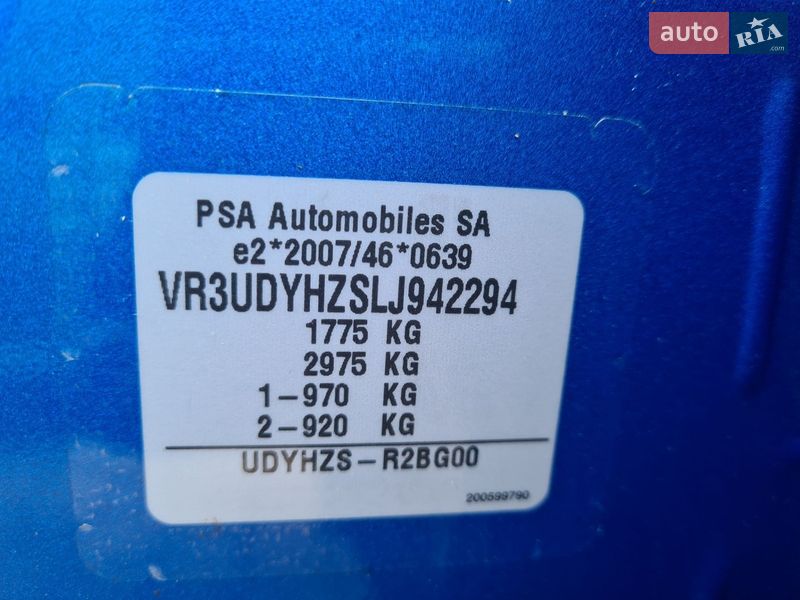 auto RIA .com
PSA Automobiles SA
e2*2007/46*0639
VR3UDYHZSLJ942294
1775 KG
2975 KG
1-970 KG
2-920 KG
UDYHZS-R2BG00
200599790